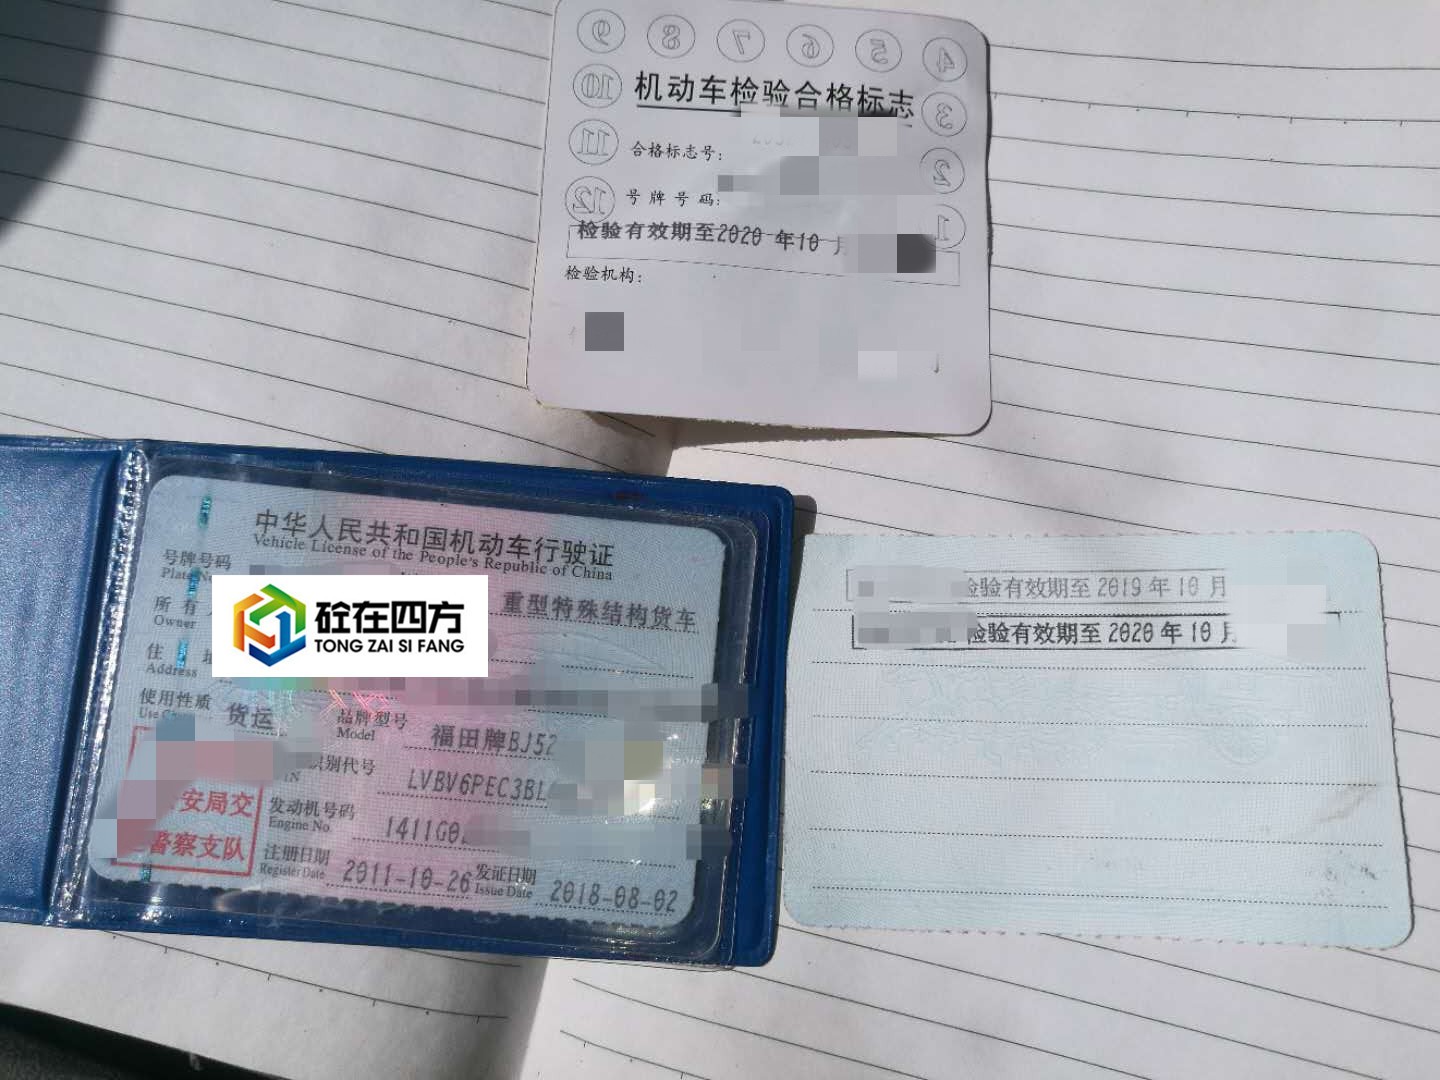 9 8 7 6 5 4
10 机动车检验合格标志 3
11 合格标志号: 2
12 号牌号码: 1
检验有效期至2020 年10 月
检验机构:
中华人民共和国机动车行驶证
Vehicle License of the People's Republic of China
号牌号码
重型特殊结构货车
所有
Owner
住 址
Address
砼在四方
TONG ZAI SI FANG
使用性质 货运 品牌型号 福田牌BJ52
Model
识别代号 LVBV6PEC3BL
安局交
警察支队
发动机号码 1411G0
Engine No.
注册日期 2011-10-26 发证日期 2018-08-02
Register Date Issue Date
检验有效期至 2019 年 10 月
检验有效期至 2020 年 10 月